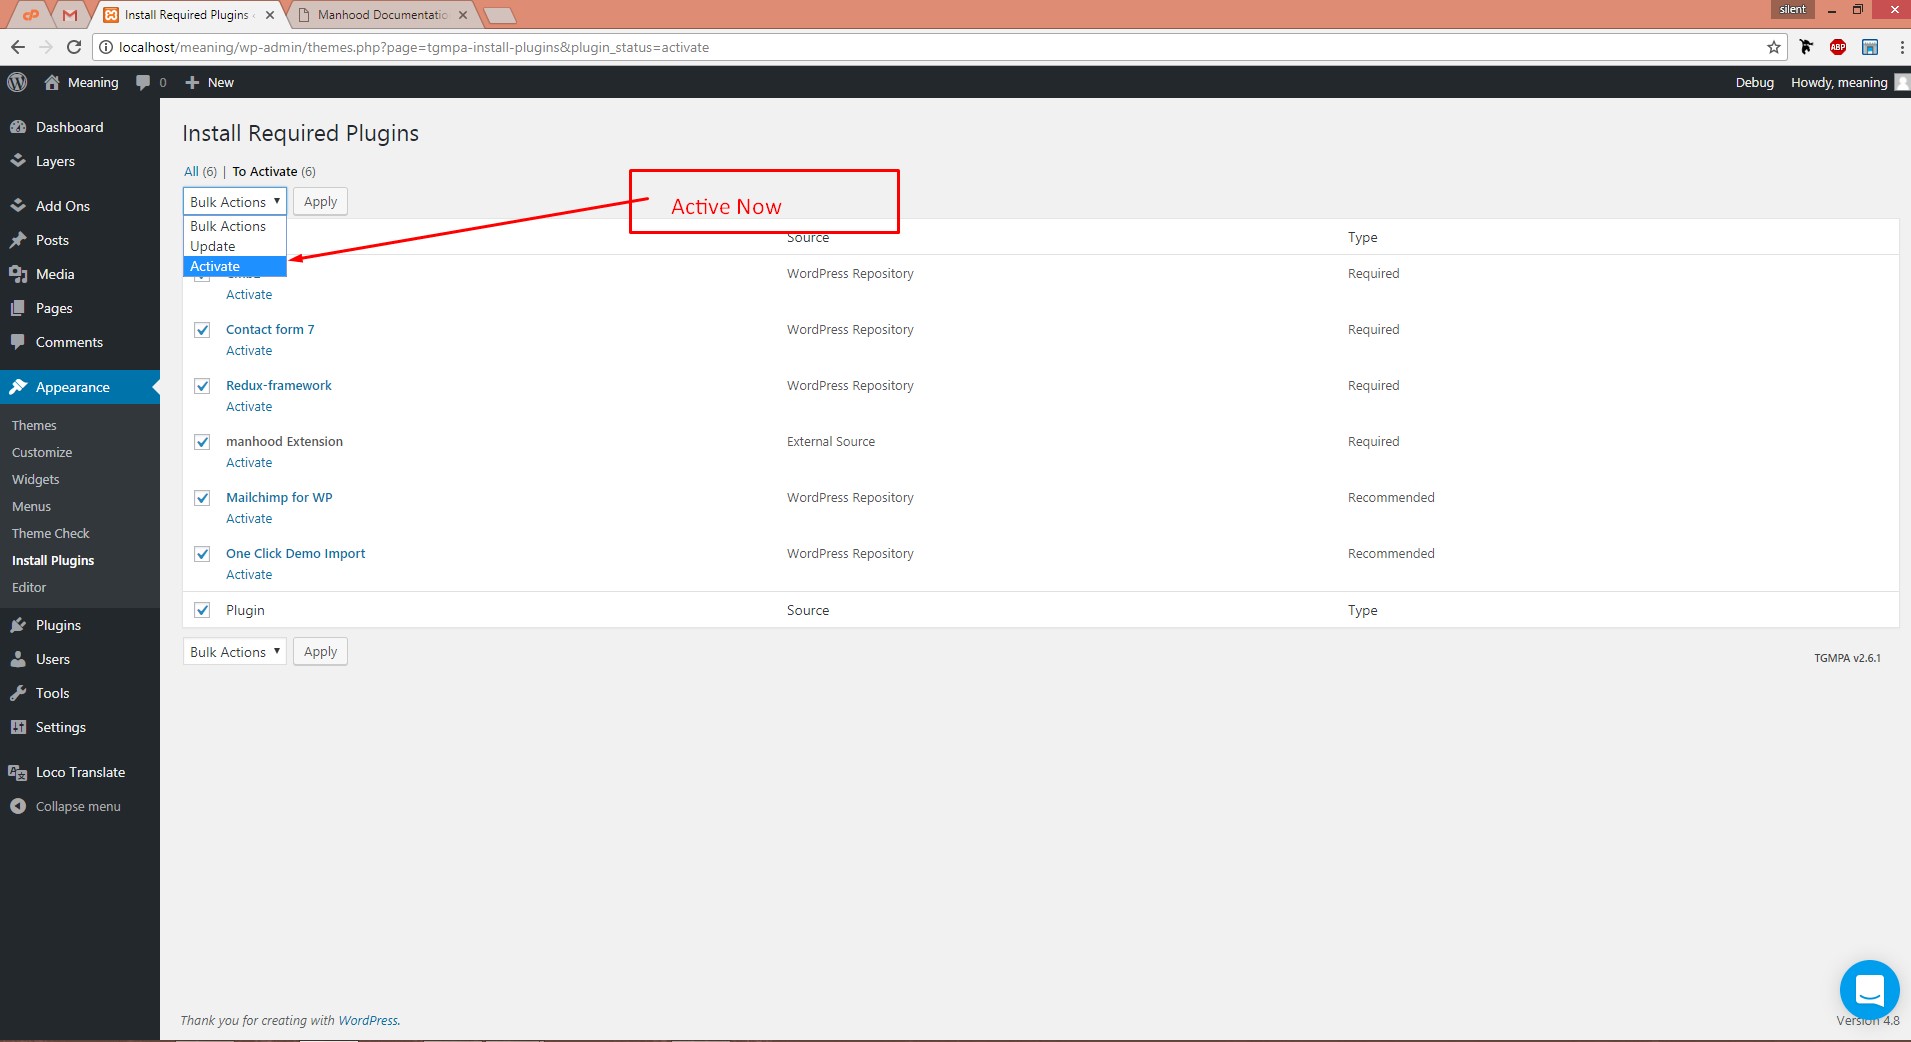 Install Required Plugins
Manhood Documentatio
silent
localhost/meaning/wp-admin/themes.php?page=tgmpa-install-plugins&plugin_status=activate
ABP
Meaning 0 New
Debug Howdy, meaning
Dashboard
Layers
Add Ons
Posts
Media
Pages
Comments
Appearance
Themes
Customize
Widgets
Menus
Theme Check
Install Plugins
Editor
Plugins
Users
Tools
Settings
Loco Translate
Collapse menu
Install Required Plugins
All (6) | To Activate (6)
Bulk Actions Apply
Bulk Actions
Update
Activate
Active Now
Source Type
WordPress Repository Required
Activate
Contact form 7 WordPress Repository Required
Activate
Redux-framework WordPress Repository Required
Activate
manhood Extension External Source Required
Activate
Mailchimp for WP WordPress Repository Recommended
Activate
One Click Demo Import WordPress Repository Recommended
Activate
Plugin Source Type
Bulk Actions Apply
TGMPA v2.6.1
Thank you for creating with WordPress.
Version 4.8